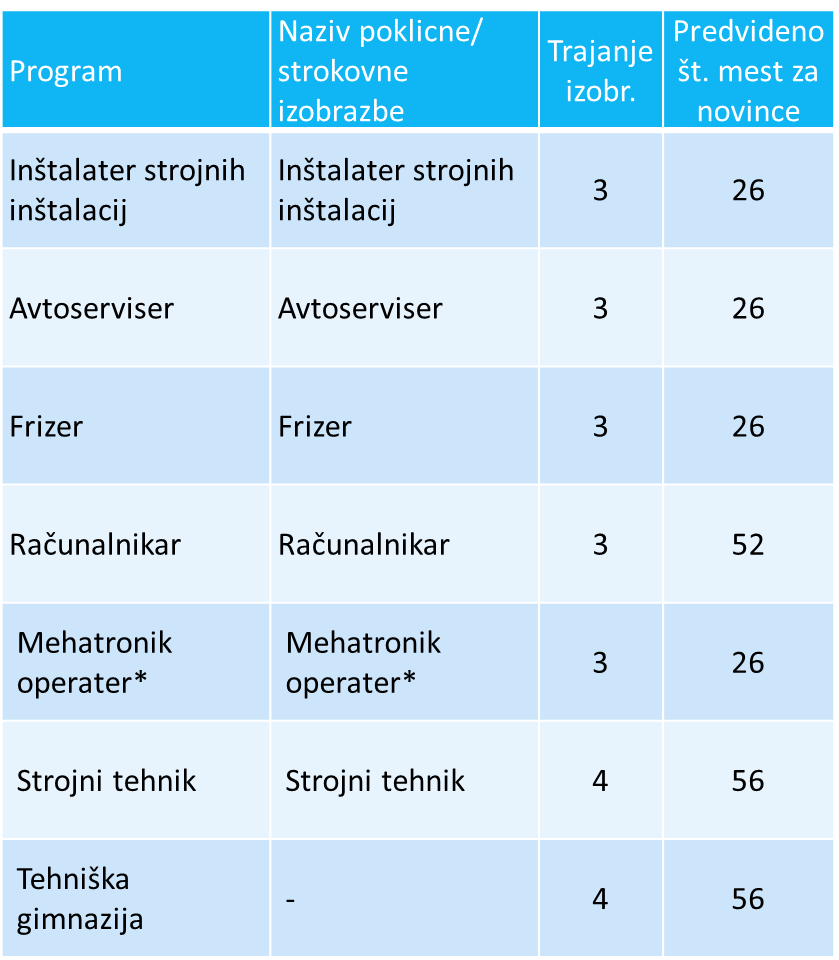 Program
Naziv poklicne/
strokovne
izobrazbe
Trajanje
izobr.
Predvideno
št. mest za
novince
Inštalater strojnih
inštalacij
Inštalater strojnih
inštalacij
3
26
Avtoserviser
Avtoserviser
3
26
Frizer
Frizer
3
26
Računalnikar
Računalnikar
3
52
Mehatronik
operater*
Mehatronik
operater*
3
26
Strojni tehnik
Strojni tehnik
4
56
Tehniška
gimnazija
-
4
56